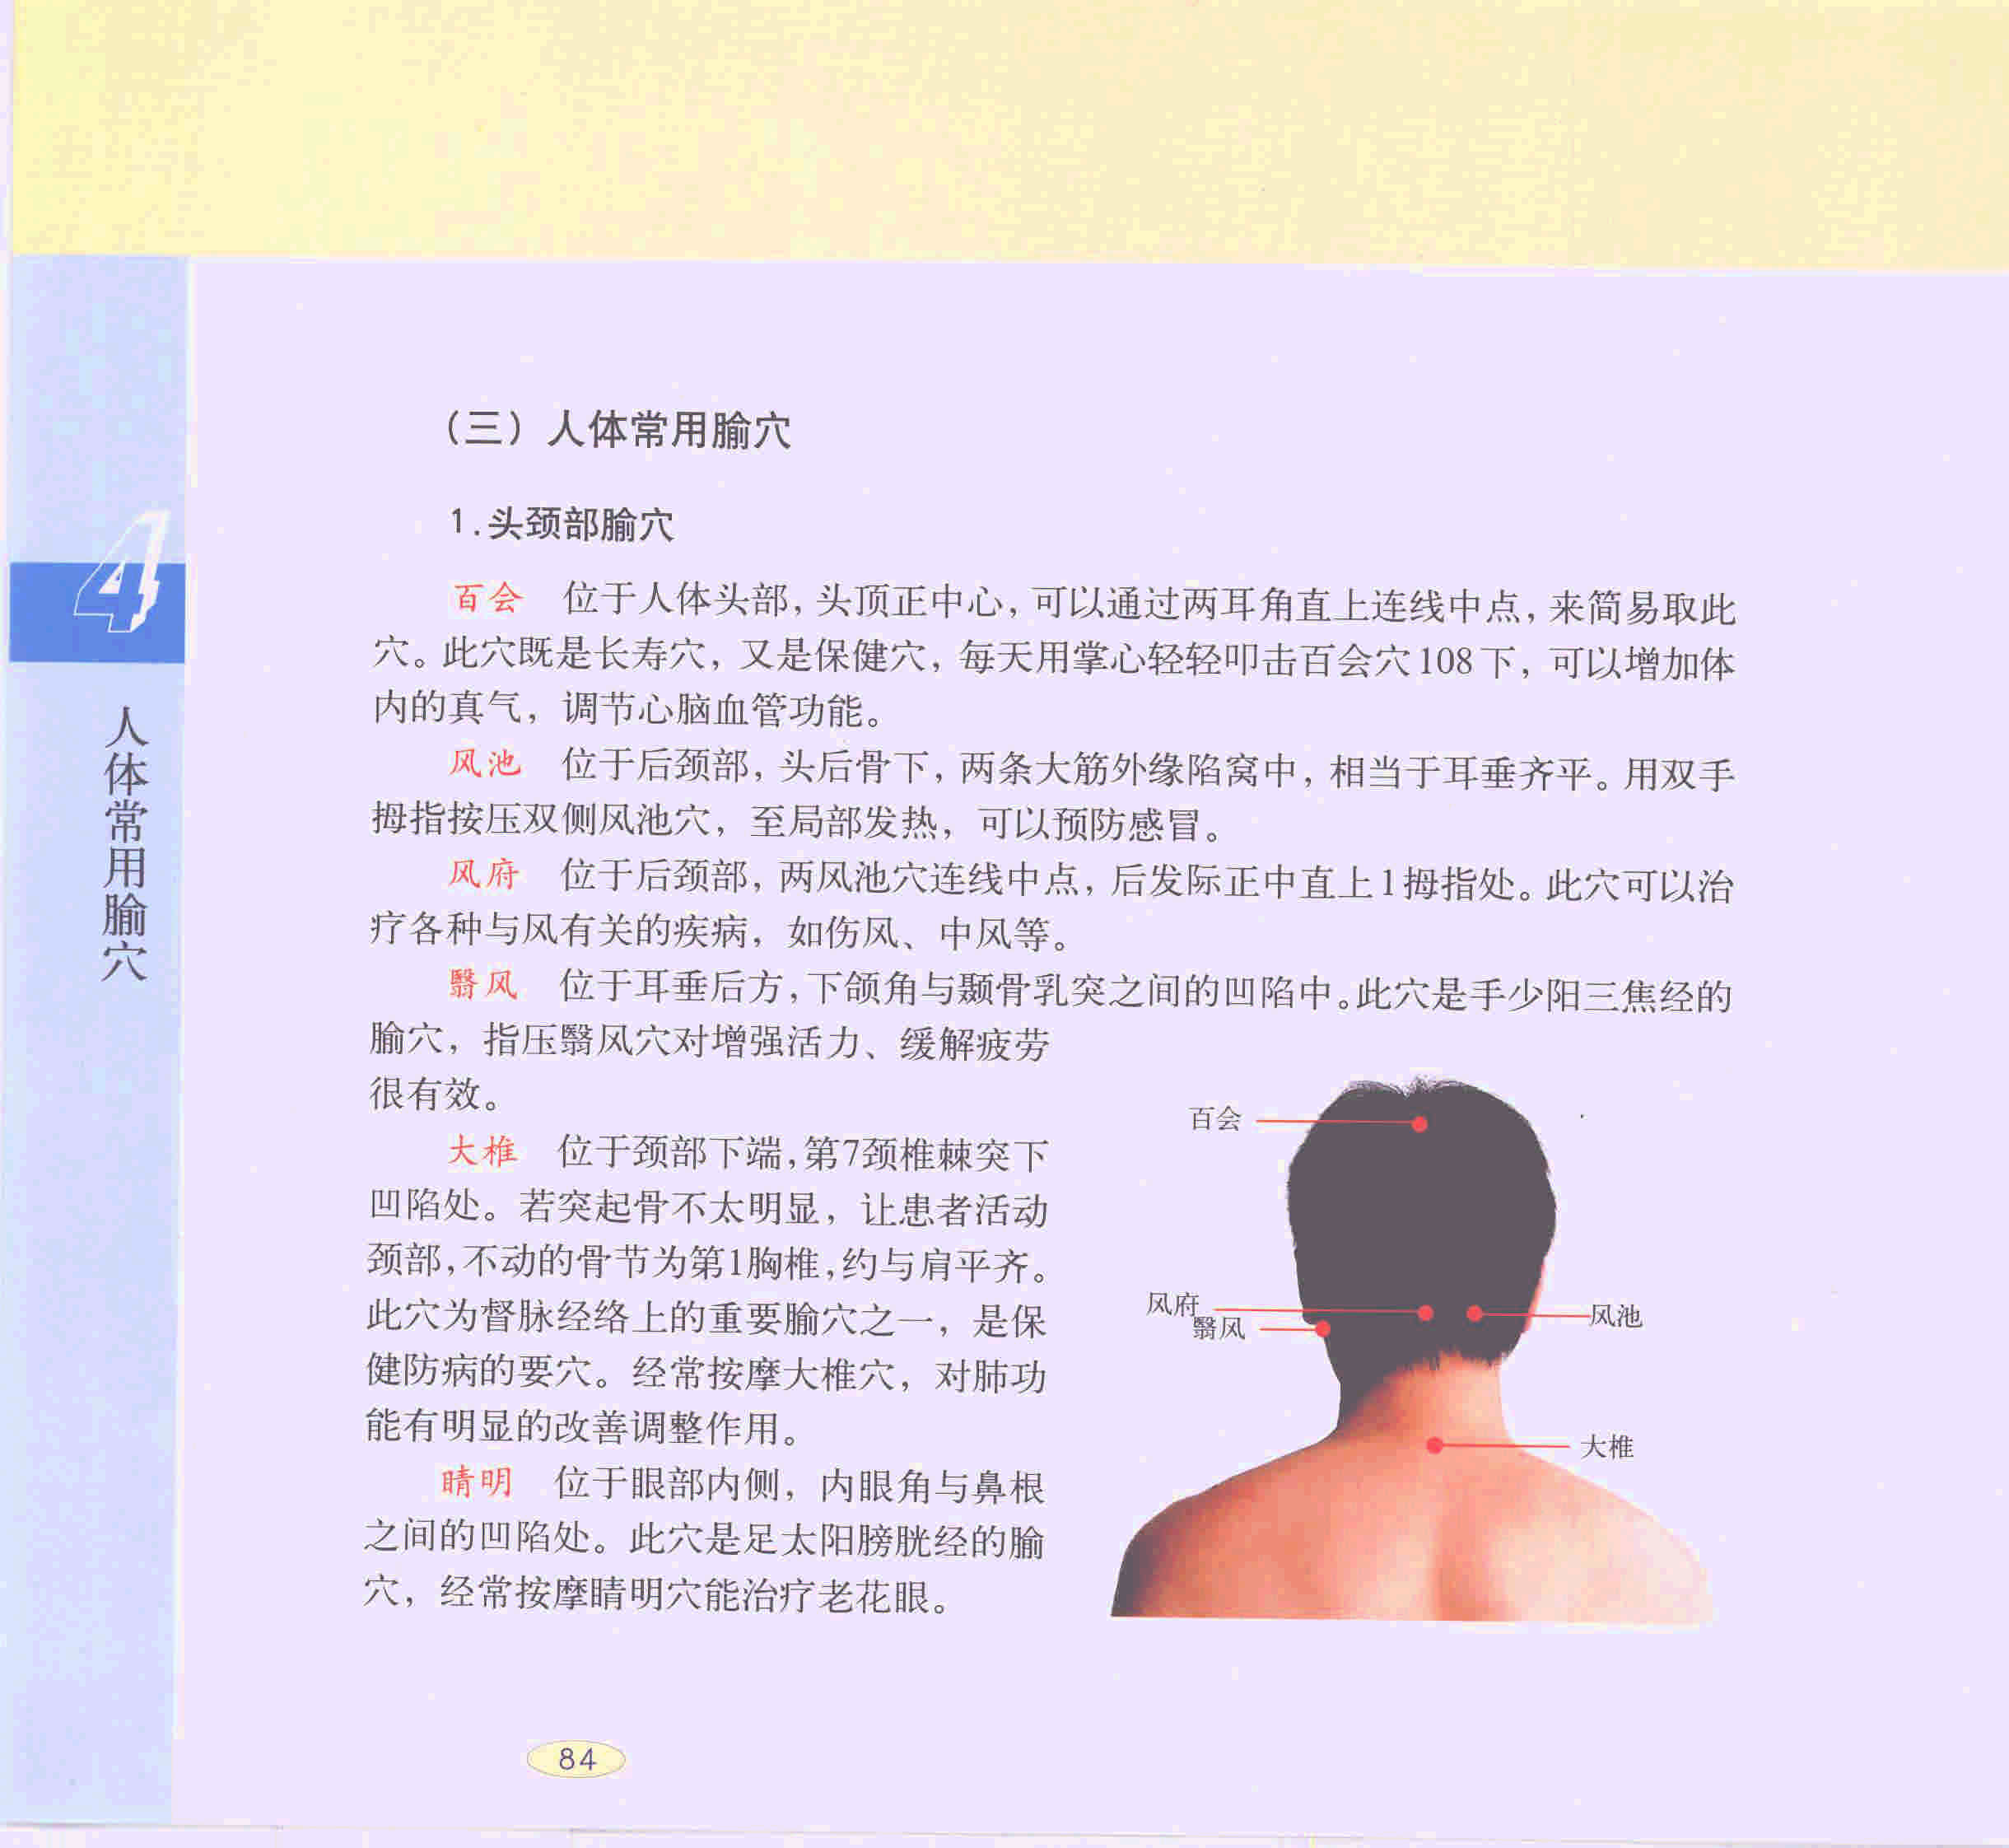 4
人体常用腧穴
（三）人体常用腧穴
1.头颈部腧穴
百会　位于人体头部，头顶正中心，可以通过两耳角直上连线中点，来简易取此
穴。此穴既是长寿穴，又是保健穴，每天用掌心轻轻叩击百会穴108下，可以增加体
内的真气，调节心脑血管功能。
风池　位于后颈部，头后骨下，两条大筋外缘陷窝中，相当于耳垂齐平。用双手
拇指按压双侧风池穴，至局部发热，可以预防感冒。
风府　位于后颈部，两风池穴连线中点，后发际正中直上1拇指处。此穴可以治
疗各种与风有关的疾病，如伤风、中风等。
翳风　位于耳垂后方，下颌角与颞骨乳突之间的凹陷中。此穴是手少阳三焦经的
腧穴，指压翳风穴对增强活力、缓解疲劳
很有效。
大椎　位于颈部下端，第7颈椎棘突下
凹陷处。若突起骨不太明显，让患者活动
颈部，不动的骨节为第1胸椎，约与肩平齐。
此穴为督脉经络上的重要腧穴之一，是保
健防病的要穴。经常按摩大椎穴，对肺功
能有明显的改善调整作用。
睛明　位于眼部内侧，内眼角与鼻根
之间的凹陷处。此穴是足太阳膀胱经的腧
穴，经常按摩睛明穴能治疗老花眼。
百会
风府
翳风
风池
大椎
84